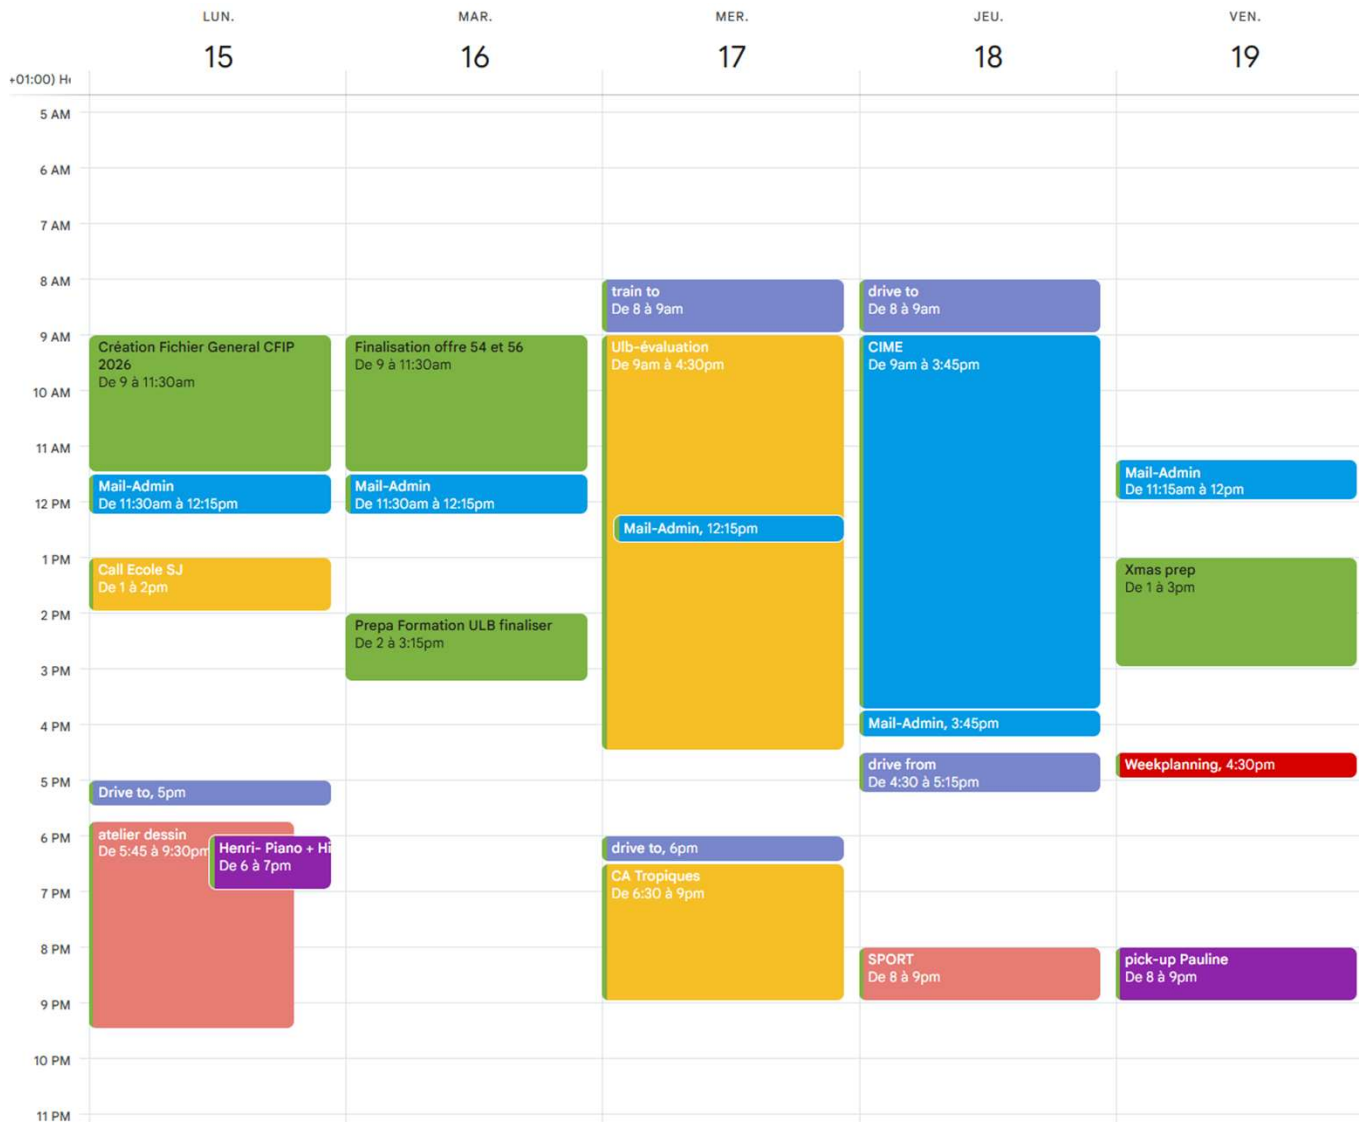 LUN.
MAR.
MER.
JEU.
VEN.
15
16
17
18
19
+01:00) He
5 AM
6 AM
7 AM
8 AM
9 AM
10 AM
11 AM
12 PM
1 PM
2 PM
3 PM
4 PM
5 PM
6 PM
7 PM
8 PM
9 PM
10 PM
11 PM
Création Fichier General CFIP
2026
De 9 à 11:30am
Mail-Admin
De 11:30am à 12:15pm
Call Ecole SJ
De 1 à 2pm
Drive to, 5pm
atelier dessin
De 5:45 à 9:30pm
Henri- Piano + Hi
De 6 à 7pm
Finalisation offre 54 et 56
De 9 à 11:30am
Mail-Admin
De 11:30am à 12:15pm
Prepa Formation ULB finaliser
De 2 à 3:15pm
train to
De 8 à 9am
Ulb-évaluation
De 9am à 4:30pm
Mail-Admin, 12:15pm
drive to, 6pm
CA Tropiques
De 6:30 à 9pm
drive to
De 8 à 9am
CIME
De 9am à 3:45pm
Mail-Admin, 3:45pm
drive from
De 4:30 à 5:15pm
SPORT
De 8 à 9pm
Mail-Admin
De 11:15am à 12pm
Xmas prep
De 1 à 3pm
Weekplanning, 4:30pm
pick-up Pauline
De 8 à 9pm